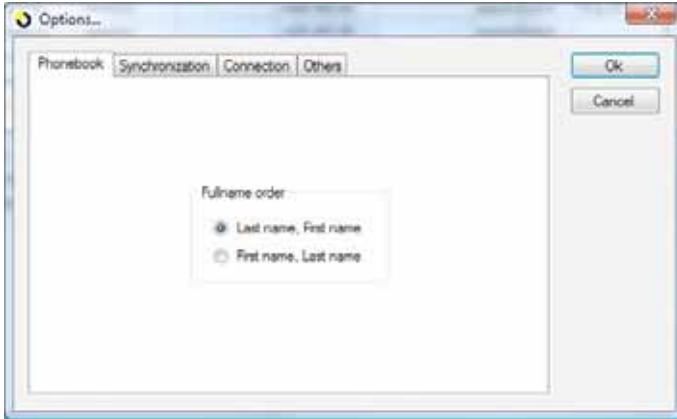 Options...
Phonebook Synchronization Connection Others
Ok
Cancel
Fullname order
Last name, First name
First name, Last name